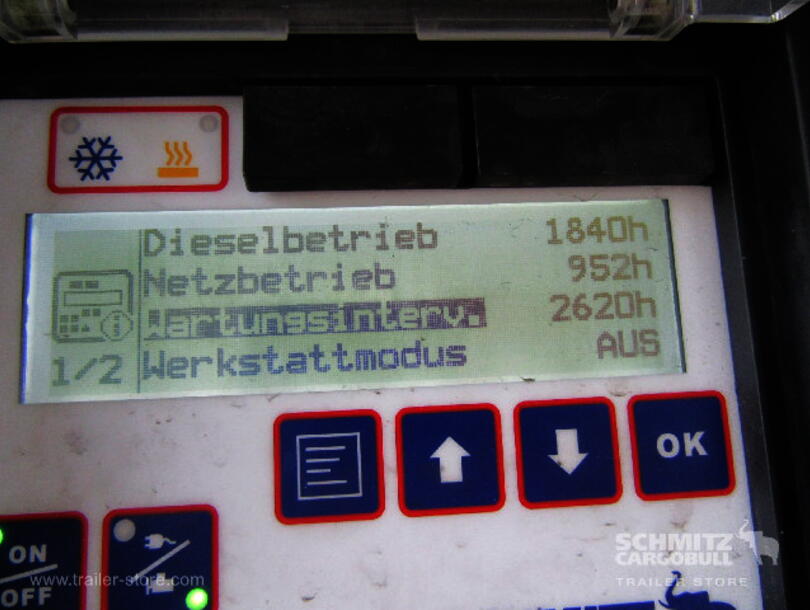 Dieselbetrieb 1840h
Netzbetrieb 952h
Wartungsinterv. 2620h
1/2 Werkstattmodus AUS
OK
ON
OFF
SCHMITZ
CARGOBULL
TRAILER STORE
www.trailer-store.com